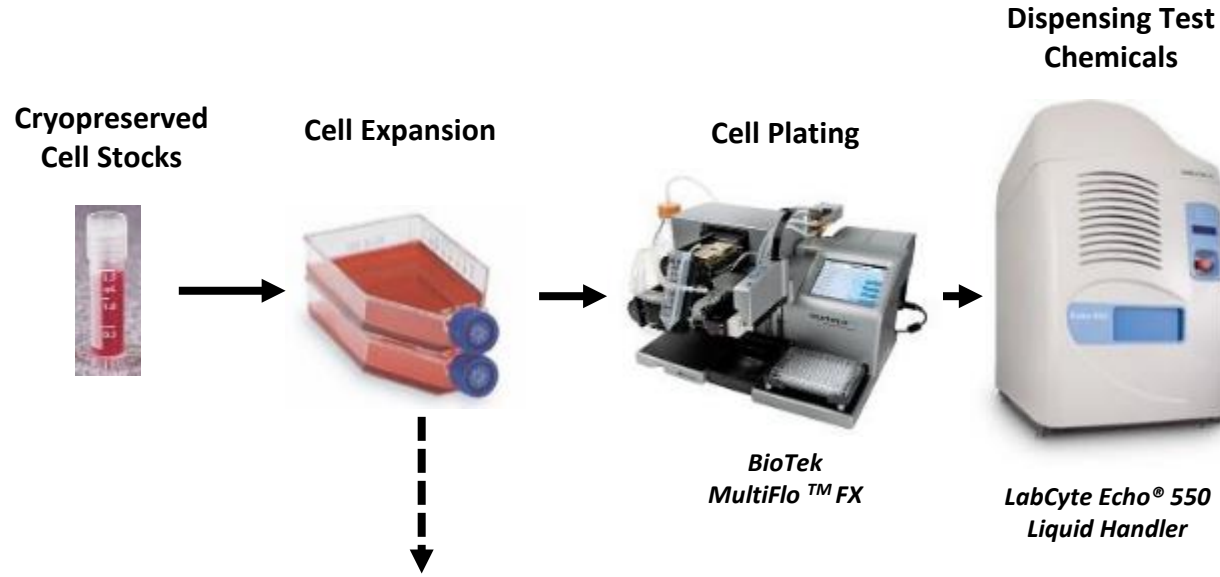 Cryopreserved
Cell Stocks
Cell Expansion
Cell Plating
Dispensing Test
Chemicals
BioTek
MultiFlo ™ FX
LabCyte Echo® 550
Liquid Handler